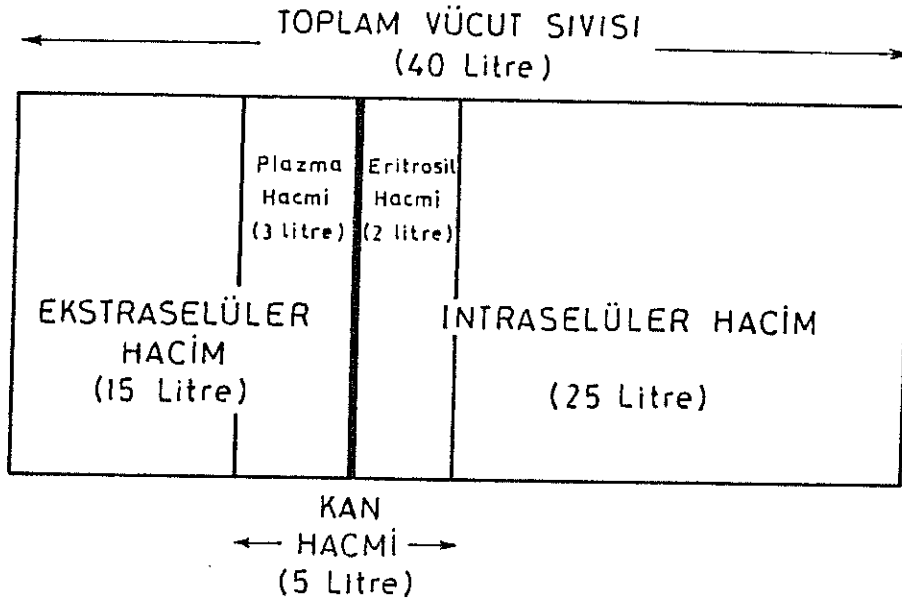 TOPLAM VÜCUT SIVISI
(40 Litre)
Plazma
Hacmi
(3 litre)
Eritrosil
Hacmi
(2 litre)
EKSTRASELÜLER
HACİM
(15 Litre)
INTRASELÜLER HACİM
(25 Litre)
KAN
HACMİ
(5 Litre)